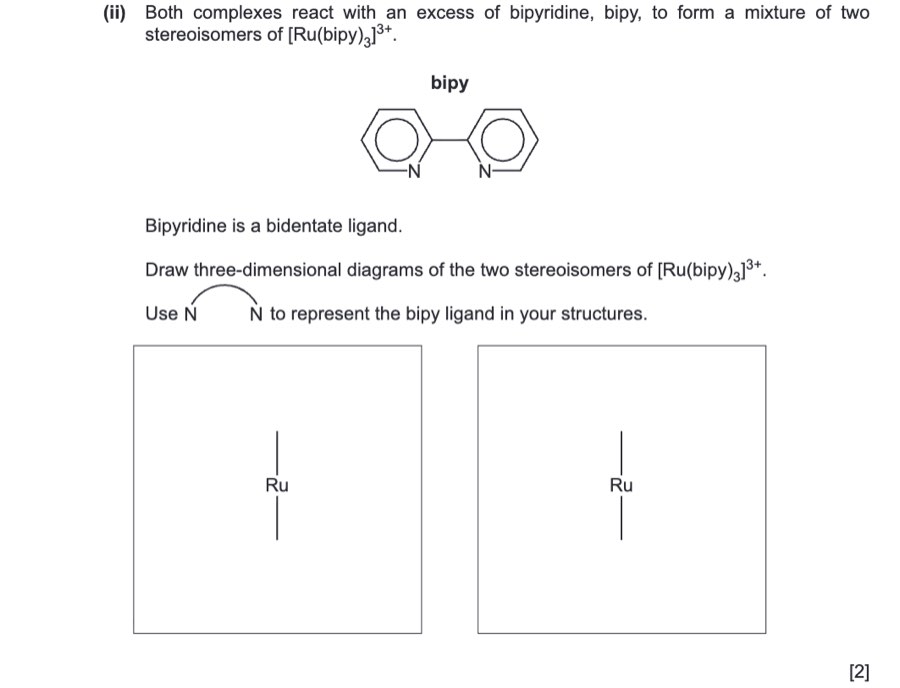 (ii) Both complexes react with an excess of bipyridine, bipy, to form a mixture of two
stereoisomers of [Ru(bipy)₃]³⁺.
bipy
N N
Bipyridine is a bidentate ligand.
Draw three-dimensional diagrams of the two stereoisomers of [Ru(bipy)₃]³⁺.
Use N N to represent the bipy ligand in your structures.
Ru Ru
[2]